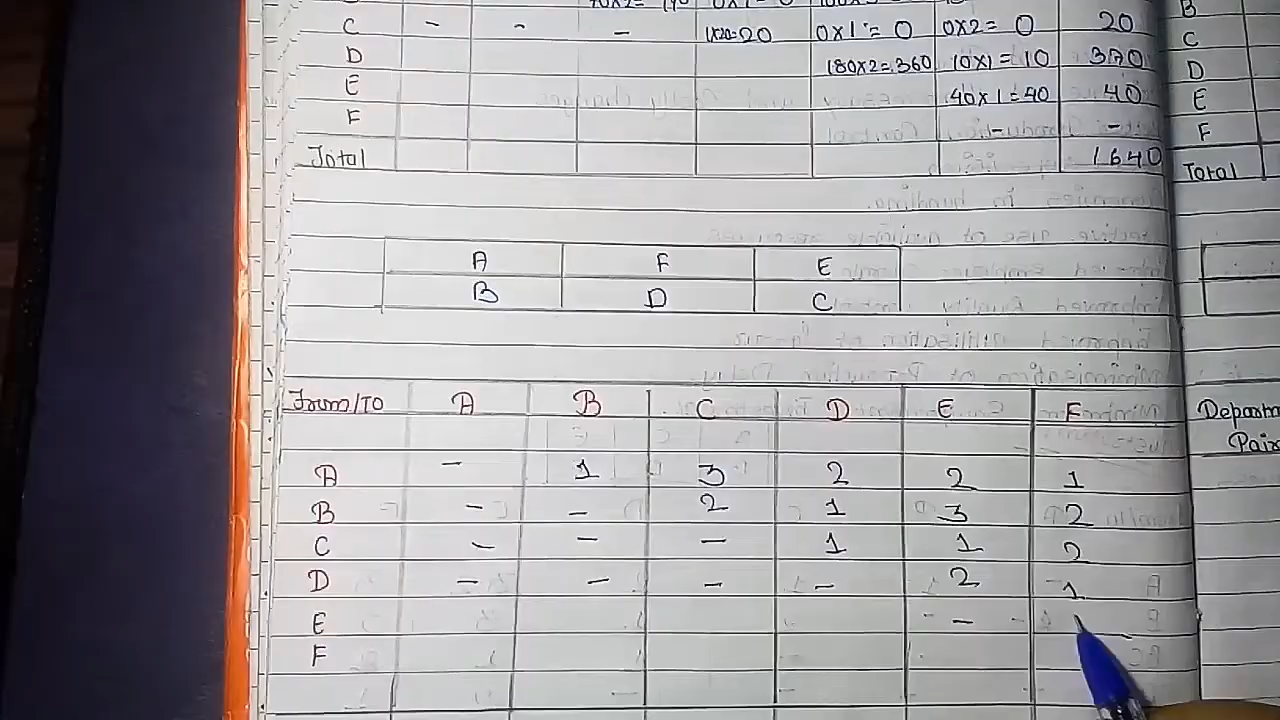 C - - - 1x20=20 0x1=0 0x2=0 20
D 180x2=360 10x1=10 370
E 40x1=40 40
F - -
Total 1640
B
C
D
E
F
Total
A F E
B D C
From/To A B C D E F
A - 1 3 2 2 1
B - - 2 1 3 2
C - - - 1 1 2
D - - - - 2 1
E -
F
Departm
Pair